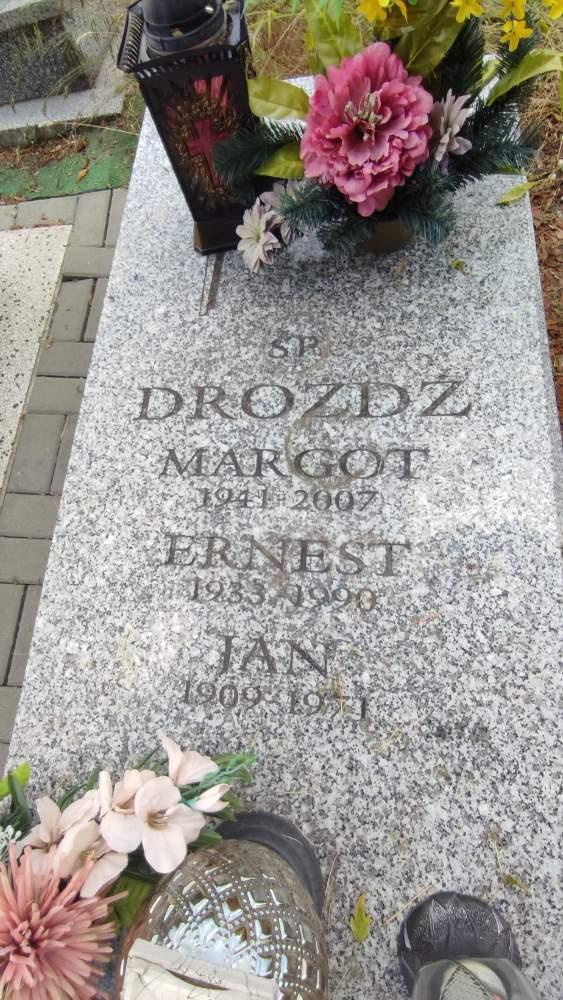 ŚP.
DROŻDŻ
MARGOT
1941-2007
ERNEST
1933-1990
JAN
1909-1971